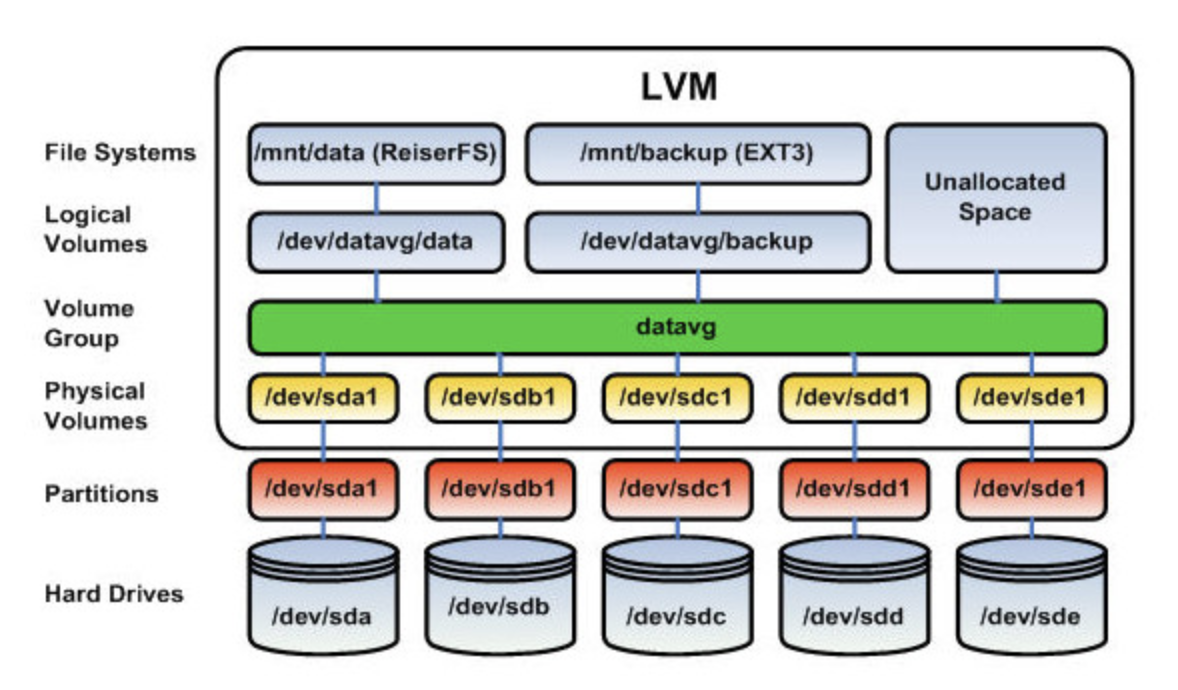 LVM
File Systems
/mnt/data (ReiserFS)
/mnt/backup (EXT3)
Unallocated
Space
Logical
Volumes
/dev/datavg/data
/dev/datavg/backup
Volume
Group
datavg
Physical
Volumes
/dev/sda1
/dev/sdb1
/dev/sdc1
/dev/sdd1
/dev/sde1
Partitions
/dev/sda1
/dev/sdb1
/dev/sdc1
/dev/sdd1
/dev/sde1
Hard Drives
/dev/sda
/dev/sdb
/dev/sdc
/dev/sdd
/dev/sde